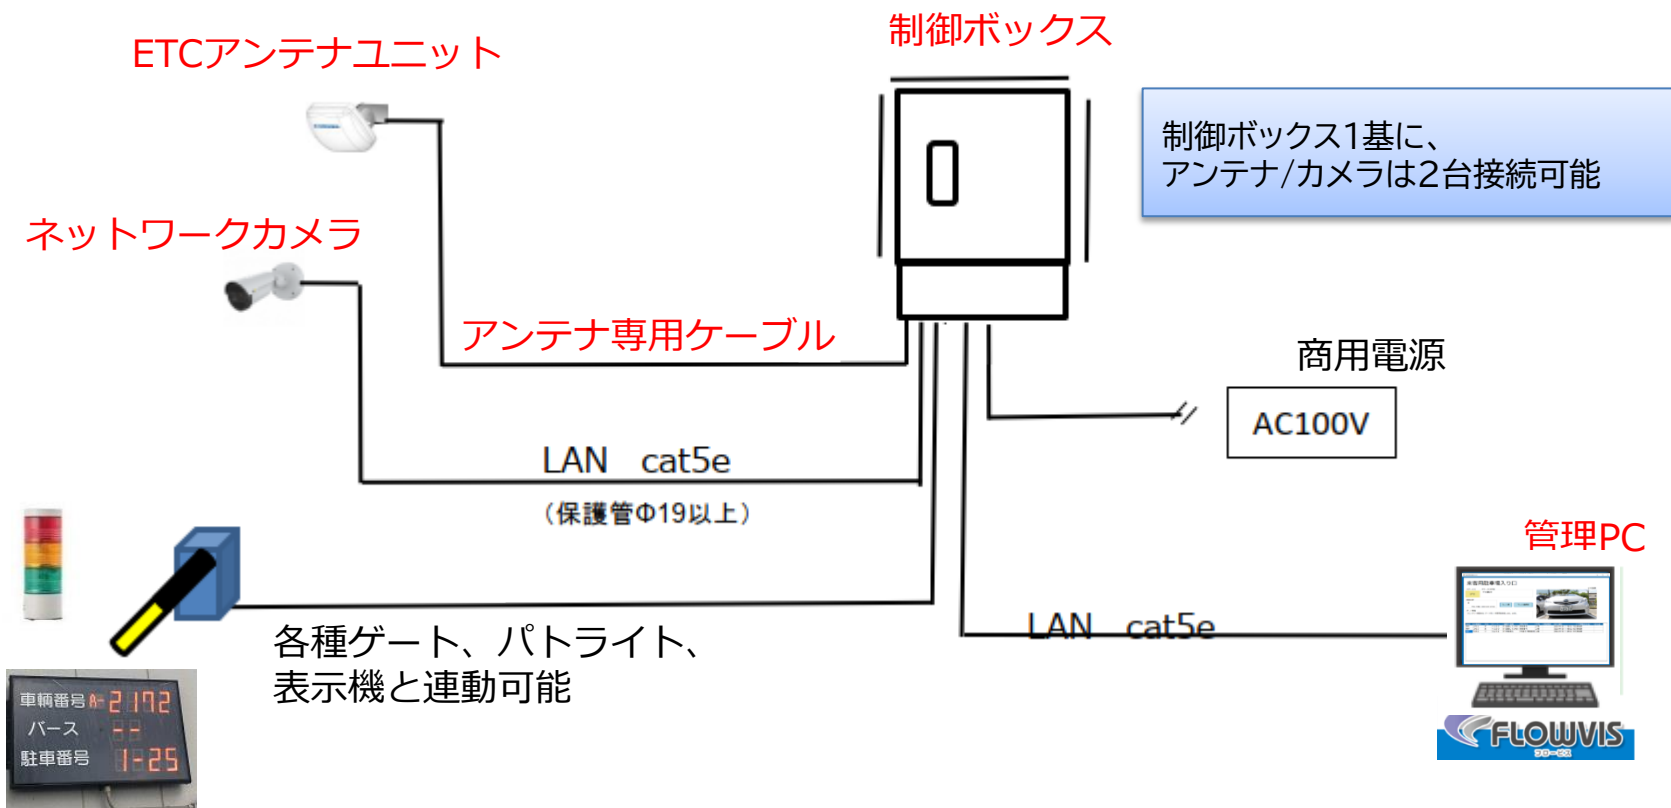 ETCアンテナユニット
制御ボックス
制御ボックス1基に、
アンテナ/カメラは2台接続可能
ネットワークカメラ
アンテナ専用ケーブル
商用電源
AC100V
LAN cat5e
（保護管Φ19以上）
管理PC
LAN cat5e
各種ゲート、パトライト、
表示機と連動可能
車輌番号 A- 2172
バース --
駐車番号 1-25
FLOWVIS
フロービス